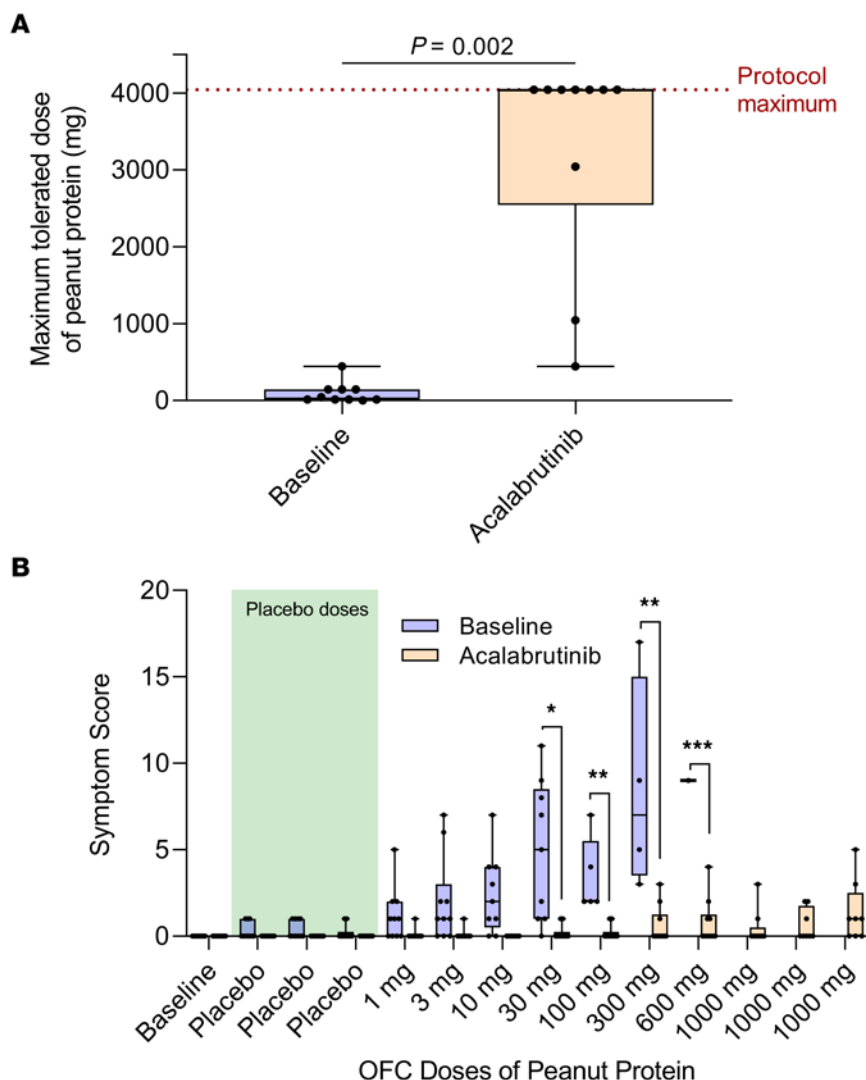 A
P = 0.002
Protocol
maximum
Maximum tolerated dose
of peanut protein (mg)
4000
3000
2000
1000
0
Baseline
Acalabrutinib
B
Symptom Score
20
15
10
5
0
Placebo doses
Baseline
Acalabrutinib
*
**
**
***
Baseline
Placebo
Placebo
Placebo
1 mg
3 mg
10 mg
30 mg
100 mg
300 mg
600 mg
1000 mg
1000 mg
1000 mg
OFC Doses of Peanut Protein